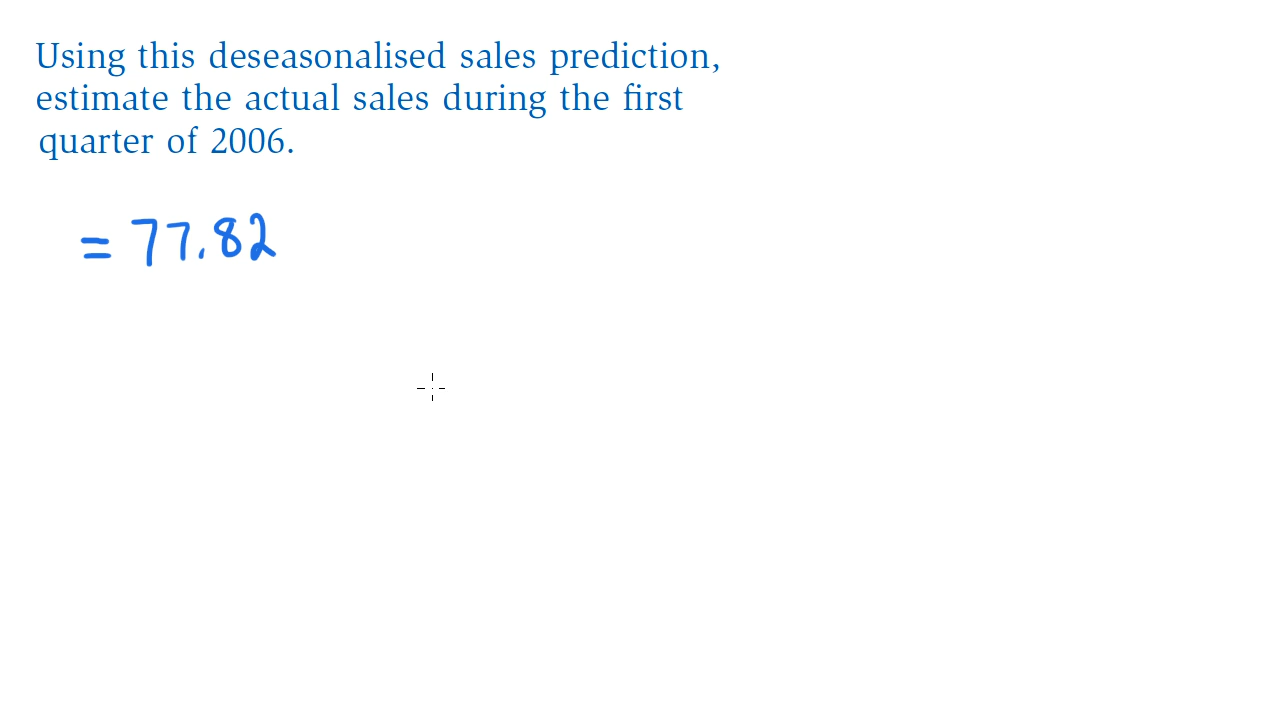 Using this deseasonalised sales prediction,
estimate the actual sales during the first
quarter of 2006.
= 77.82